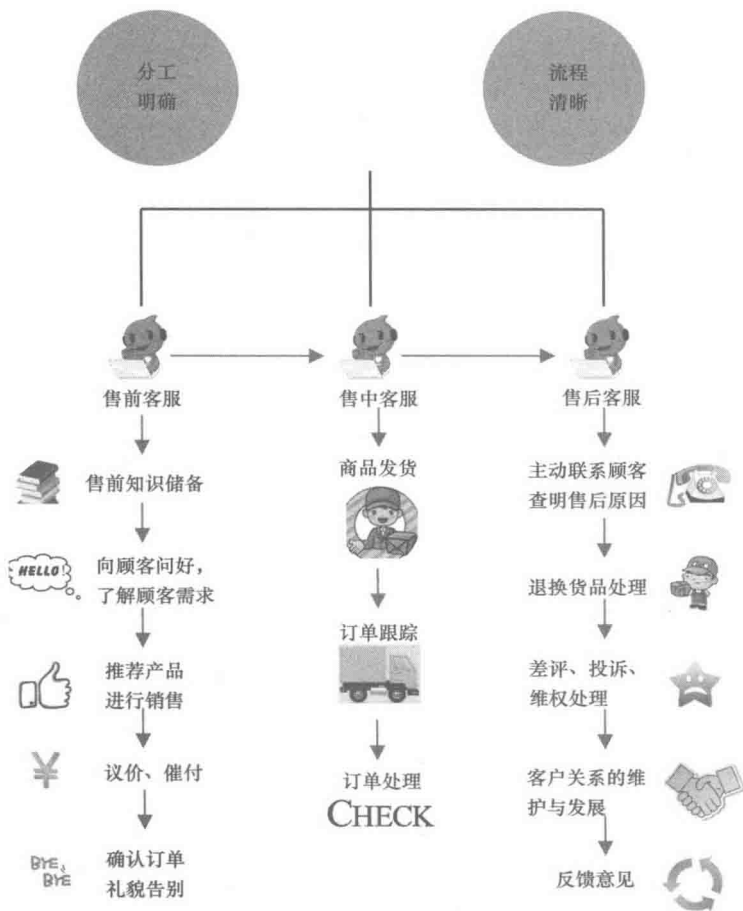 分工
明确
流程
清晰
售前客服
售中客服
售后客服
售前知识储备
HELLO!
向顾客问好，
了解顾客需求
推荐产品
进行销售
¥
议价、催付
BYE
BYE
确认订单
礼貌告别
商品发货
订单跟踪
订单处理
CHECK
主动联系顾客
查明售后原因
退换货品处理
差评、投诉、
维权处理
客户关系的维
护与发展
反馈意见